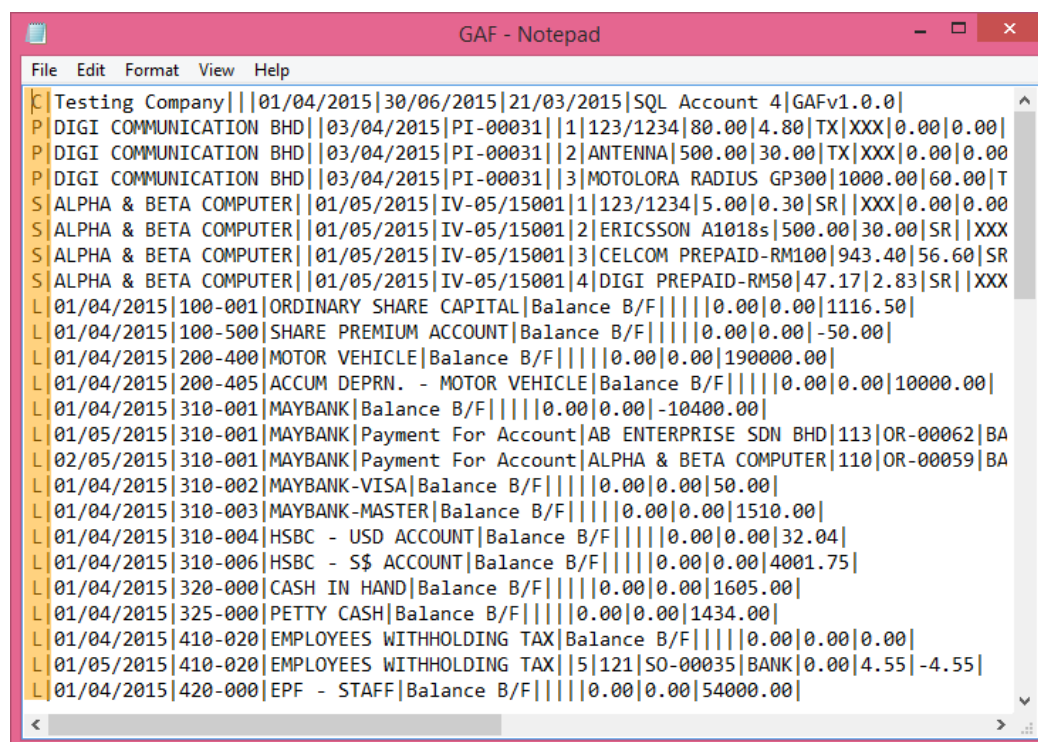 GAF - Notepad
File Edit Format View Help
C|Testing Company|||01/04/2015|30/06/2015|21/03/2015|SQL Account 4|GAFv1.0.0|
P|DIGI COMMUNICATION BHD||03/04/2015|PI-00031||1|123/1234|80.00|4.80|TX|XXX|0.00|0.00|
P|DIGI COMMUNICATION BHD||03/04/2015|PI-00031||2|ANTENNA|500.00|30.00|TX|XXX|0.00|0.00
P|DIGI COMMUNICATION BHD||03/04/2015|PI-00031||3|MOTOLORA RADIUS GP300|1000.00|60.00|T
S|ALPHA & BETA COMPUTER||01/05/2015|IV-05/15001|1|123/1234|5.00|0.30|SR||XXX|0.00|0.00
S|ALPHA & BETA COMPUTER||01/05/2015|IV-05/15001|2|ERICSSON A1018s|500.00|30.00|SR||XXX
S|ALPHA & BETA COMPUTER||01/05/2015|IV-05/15001|3|CELCOM PREPAID-RM100|943.40|56.60|SR
S|ALPHA & BETA COMPUTER||01/05/2015|IV-05/15001|4|DIGI PREPAID-RM50|47.17|2.83|SR||XXX
L|01/04/2015|100-001|ORDINARY SHARE CAPITAL|Balance B/F|||||0.00|0.00|1116.50|
L|01/04/2015|100-500|SHARE PREMIUM ACCOUNT|Balance B/F|||||0.00|0.00|-50.00|
L|01/04/2015|200-400|MOTOR VEHICLE|Balance B/F|||||0.00|0.00|190000.00|
L|01/04/2015|200-405|ACCUM DEPRN. - MOTOR VEHICLE|Balance B/F|||||0.00|0.00|10000.00|
L|01/04/2015|310-001|MAYBANK|Balance B/F|||||0.00|0.00|-10400.00|
L|01/05/2015|310-001|MAYBANK|Payment For Account|AB ENTERPRISE SDN BHD|113|OR-00062|BA
L|02/05/2015|310-001|MAYBANK|Payment For Account|ALPHA & BETA COMPUTER|110|OR-00059|BA
L|01/04/2015|310-002|MAYBANK-VISA|Balance B/F|||||0.00|0.00|50.00|
L|01/04/2015|310-003|MAYBANK-MASTER|Balance B/F|||||0.00|0.00|1510.00|
L|01/04/2015|310-004|HSBC - USD ACCOUNT|Balance B/F|||||0.00|0.00|32.04|
L|01/04/2015|310-006|HSBC - S$ ACCOUNT|Balance B/F|||||0.00|0.00|4001.75|
L|01/04/2015|320-000|CASH IN HAND|Balance B/F|||||0.00|0.00|1605.00|
L|01/04/2015|325-000|PETTY CASH|Balance B/F|||||0.00|0.00|1434.00|
L|01/04/2015|410-020|EMPLOYEES WITHHOLDING TAX|Balance B/F|||||0.00|0.00|0.00|
L|01/05/2015|410-020|EMPLOYEES WITHHOLDING TAX||5|121|SO-00035|BANK|0.00|4.55|-4.55|
L|01/04/2015|420-000|EPF - STAFF|Balance B/F|||||0.00|0.00|54000.00|